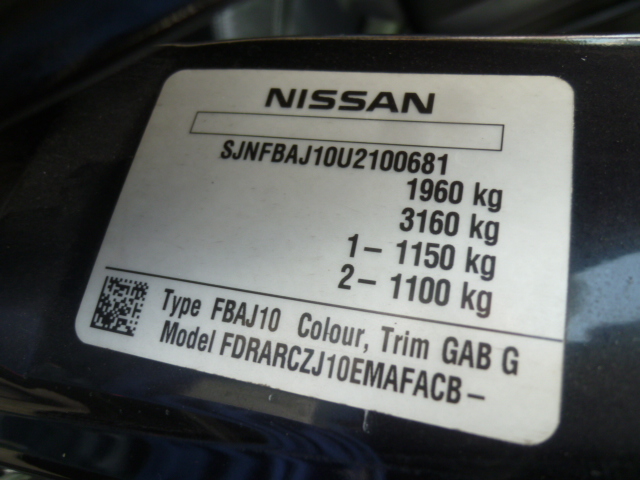 NISSAN
SJNFBAJ10U2100681
1960 kg
3160 kg
1– 1150 kg
2– 1100 kg
Type FBAJ10 Colour, Trim GAB G
Model FDRARCZJ10EMAFACB–